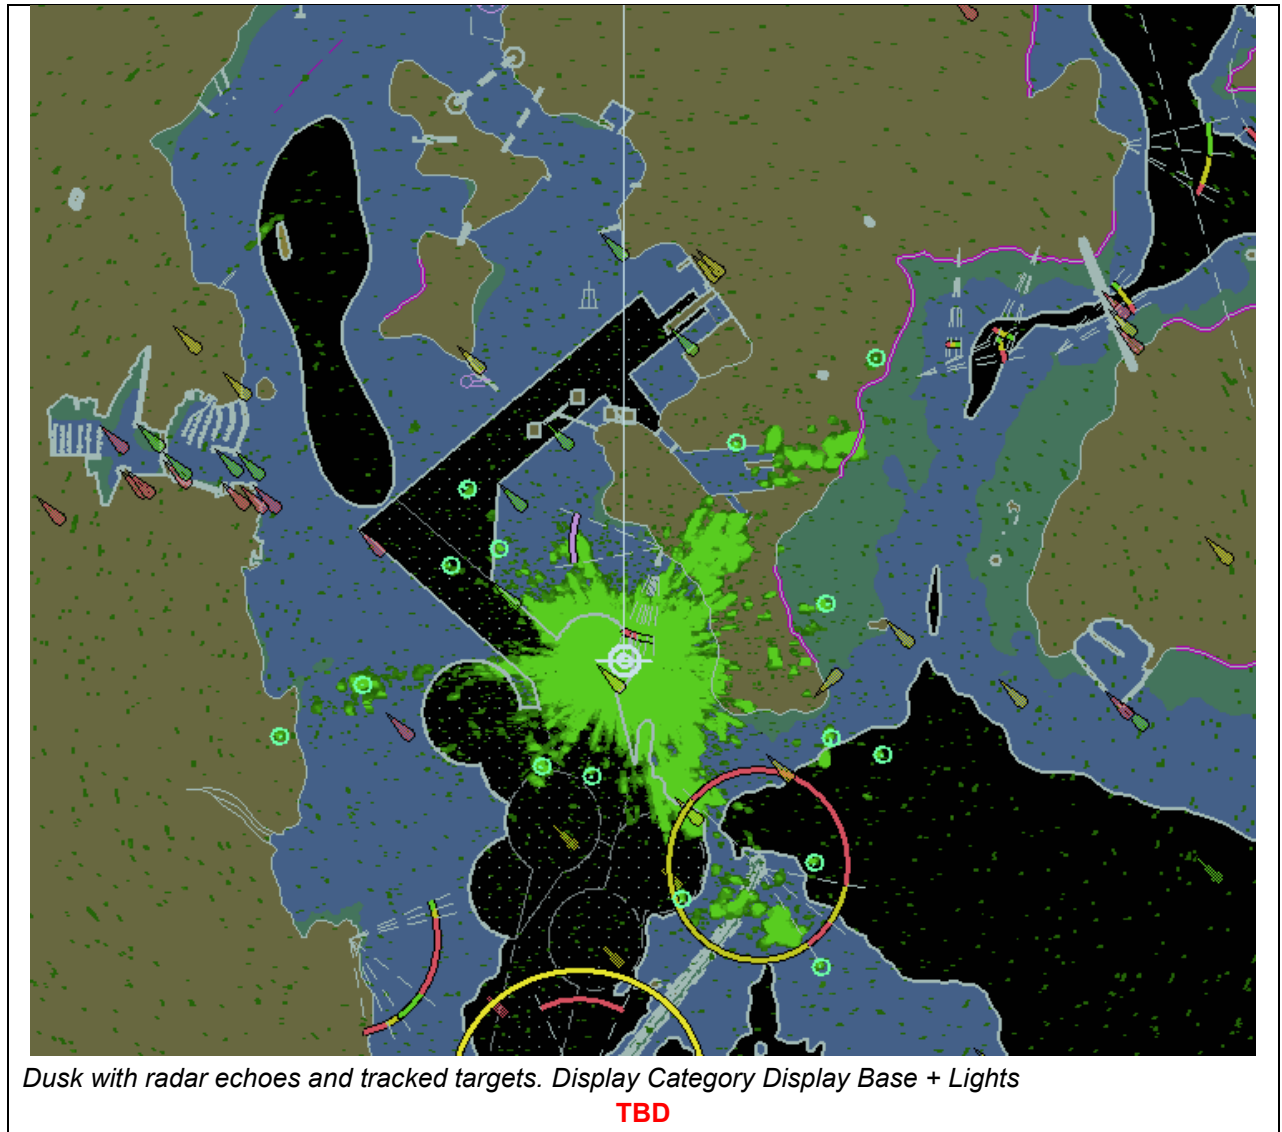 Dusk with radar echoes and tracked targets. Display Category Display Base + Lights
TBD